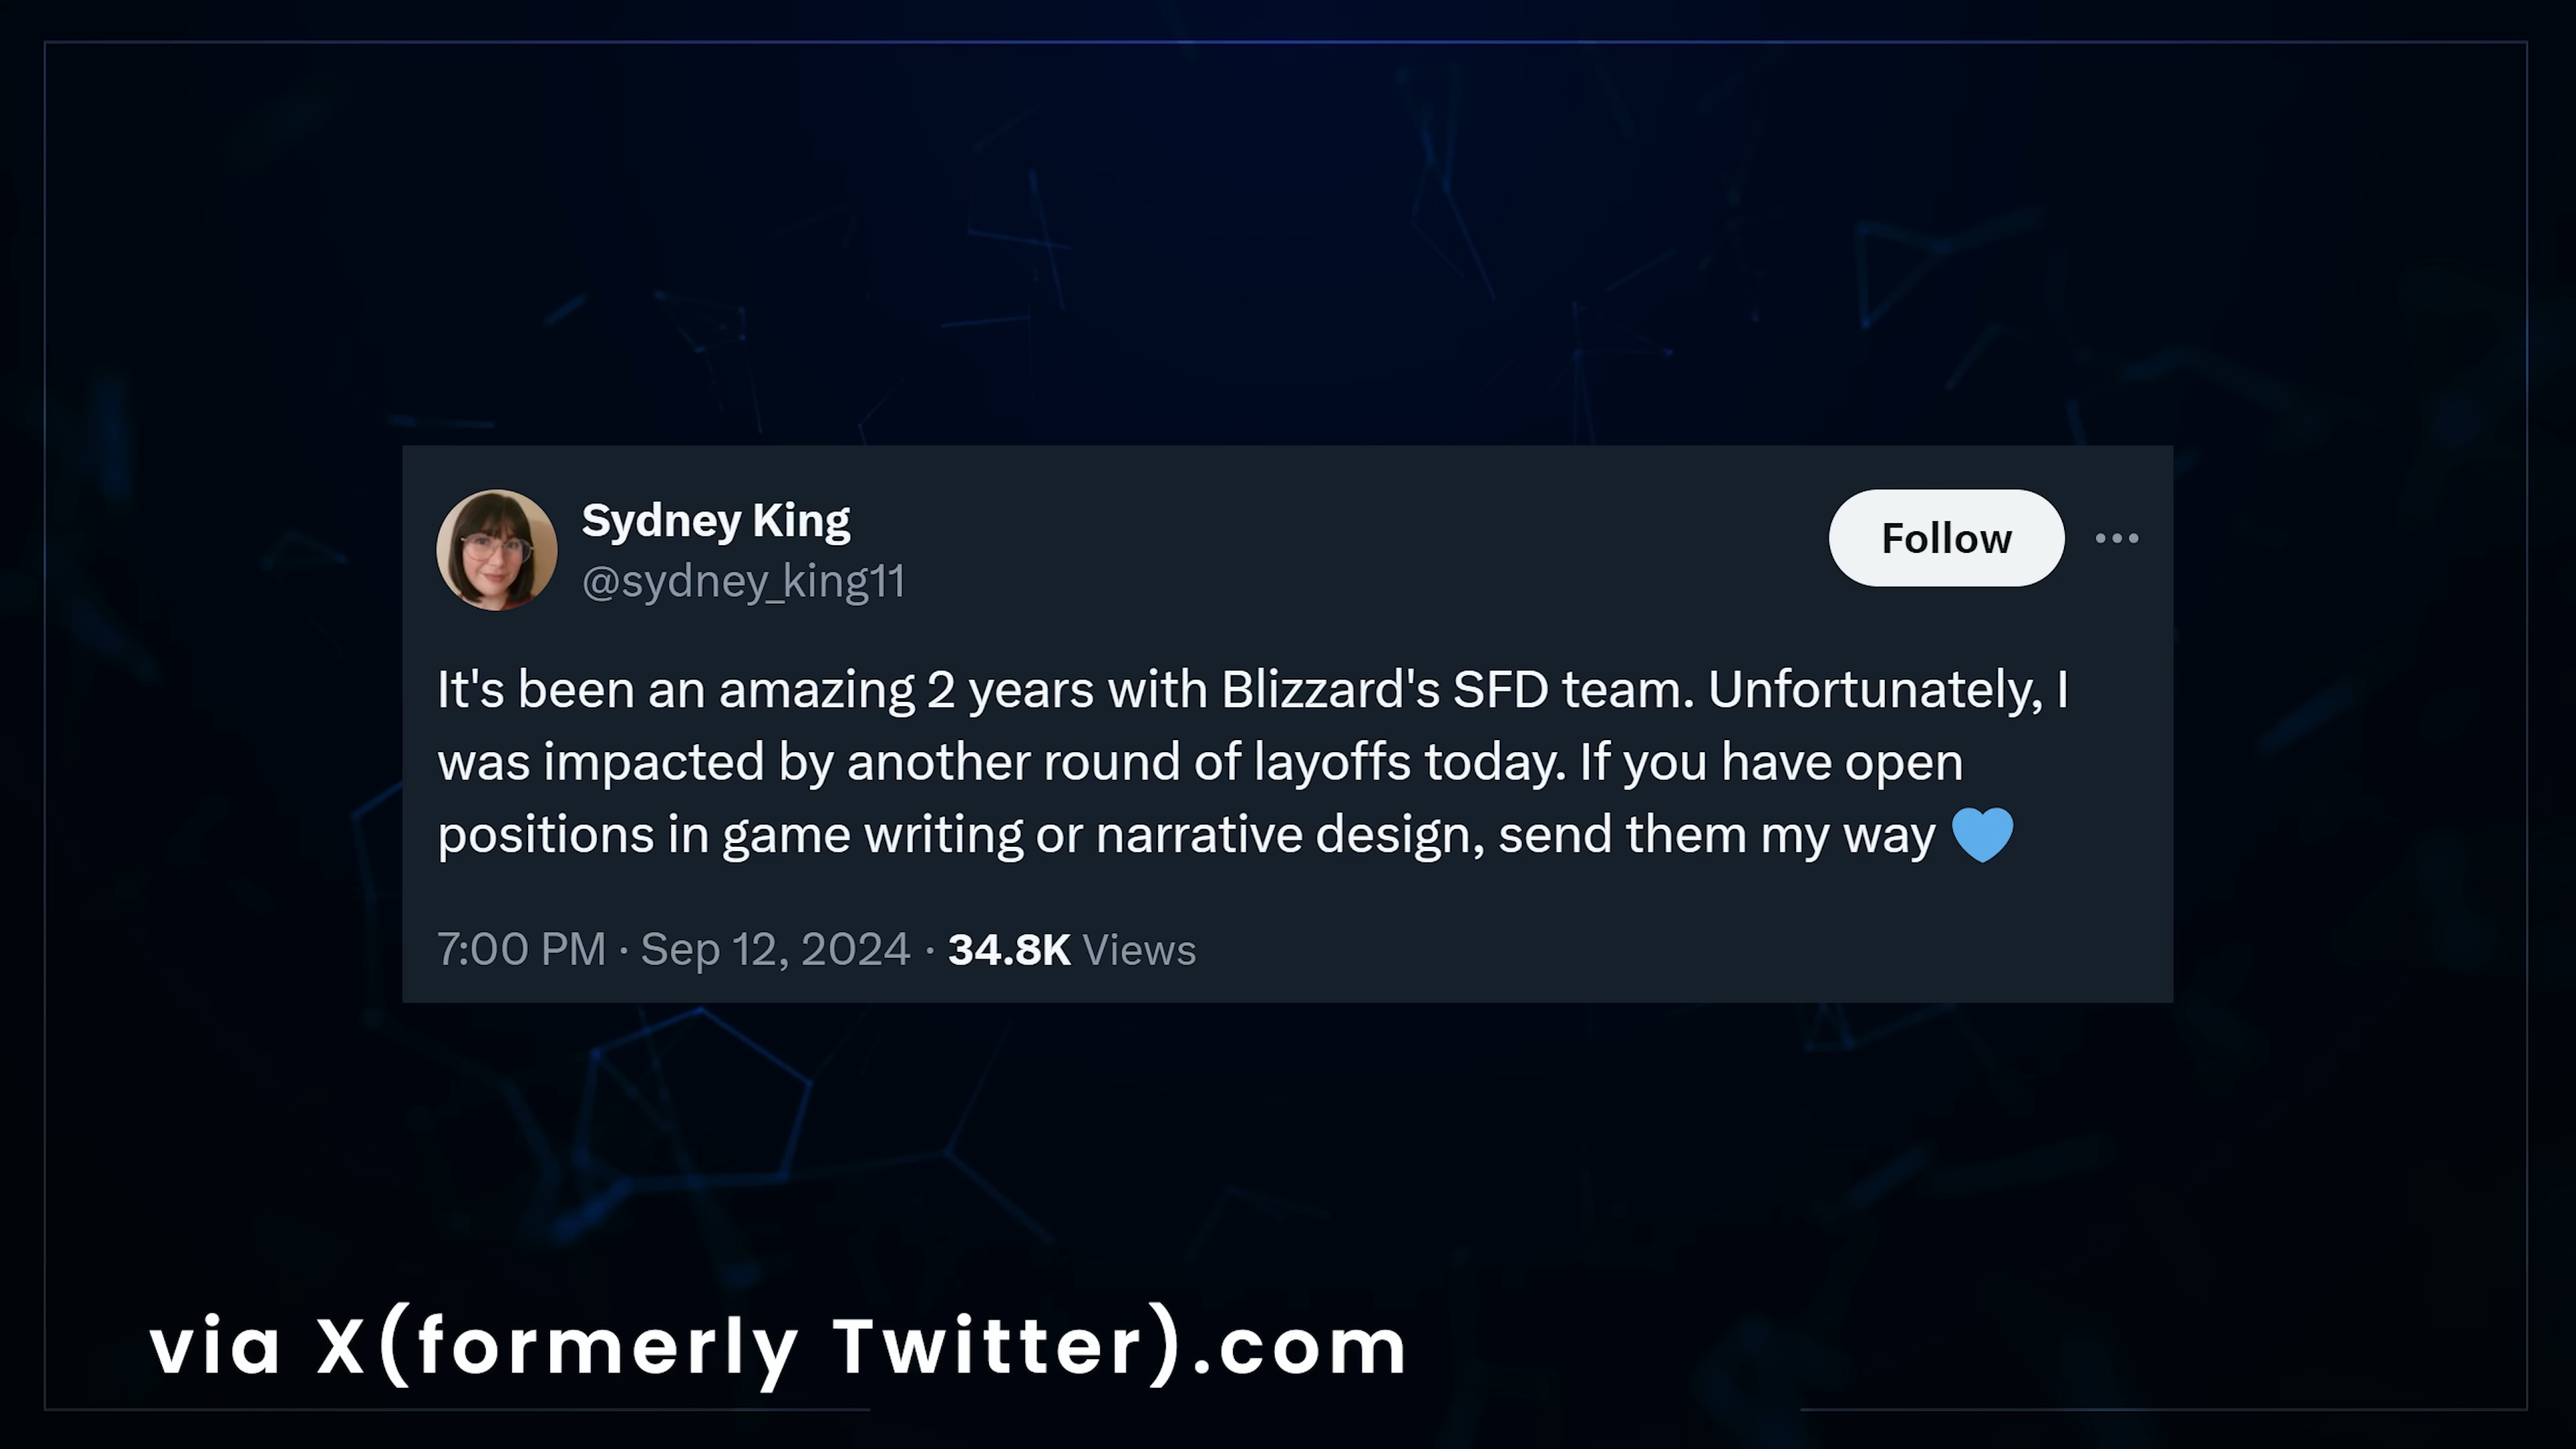 Sydney King
@sydney_king11
Follow
It's been an amazing 2 years with Blizzard's SFD team. Unfortunately, I
was impacted by another round of layoffs today. If you have open
positions in game writing or narrative design, send them my way 💙
7:00 PM · Sep 12, 2024 · 34.8K Views
via X(formerly Twitter).com